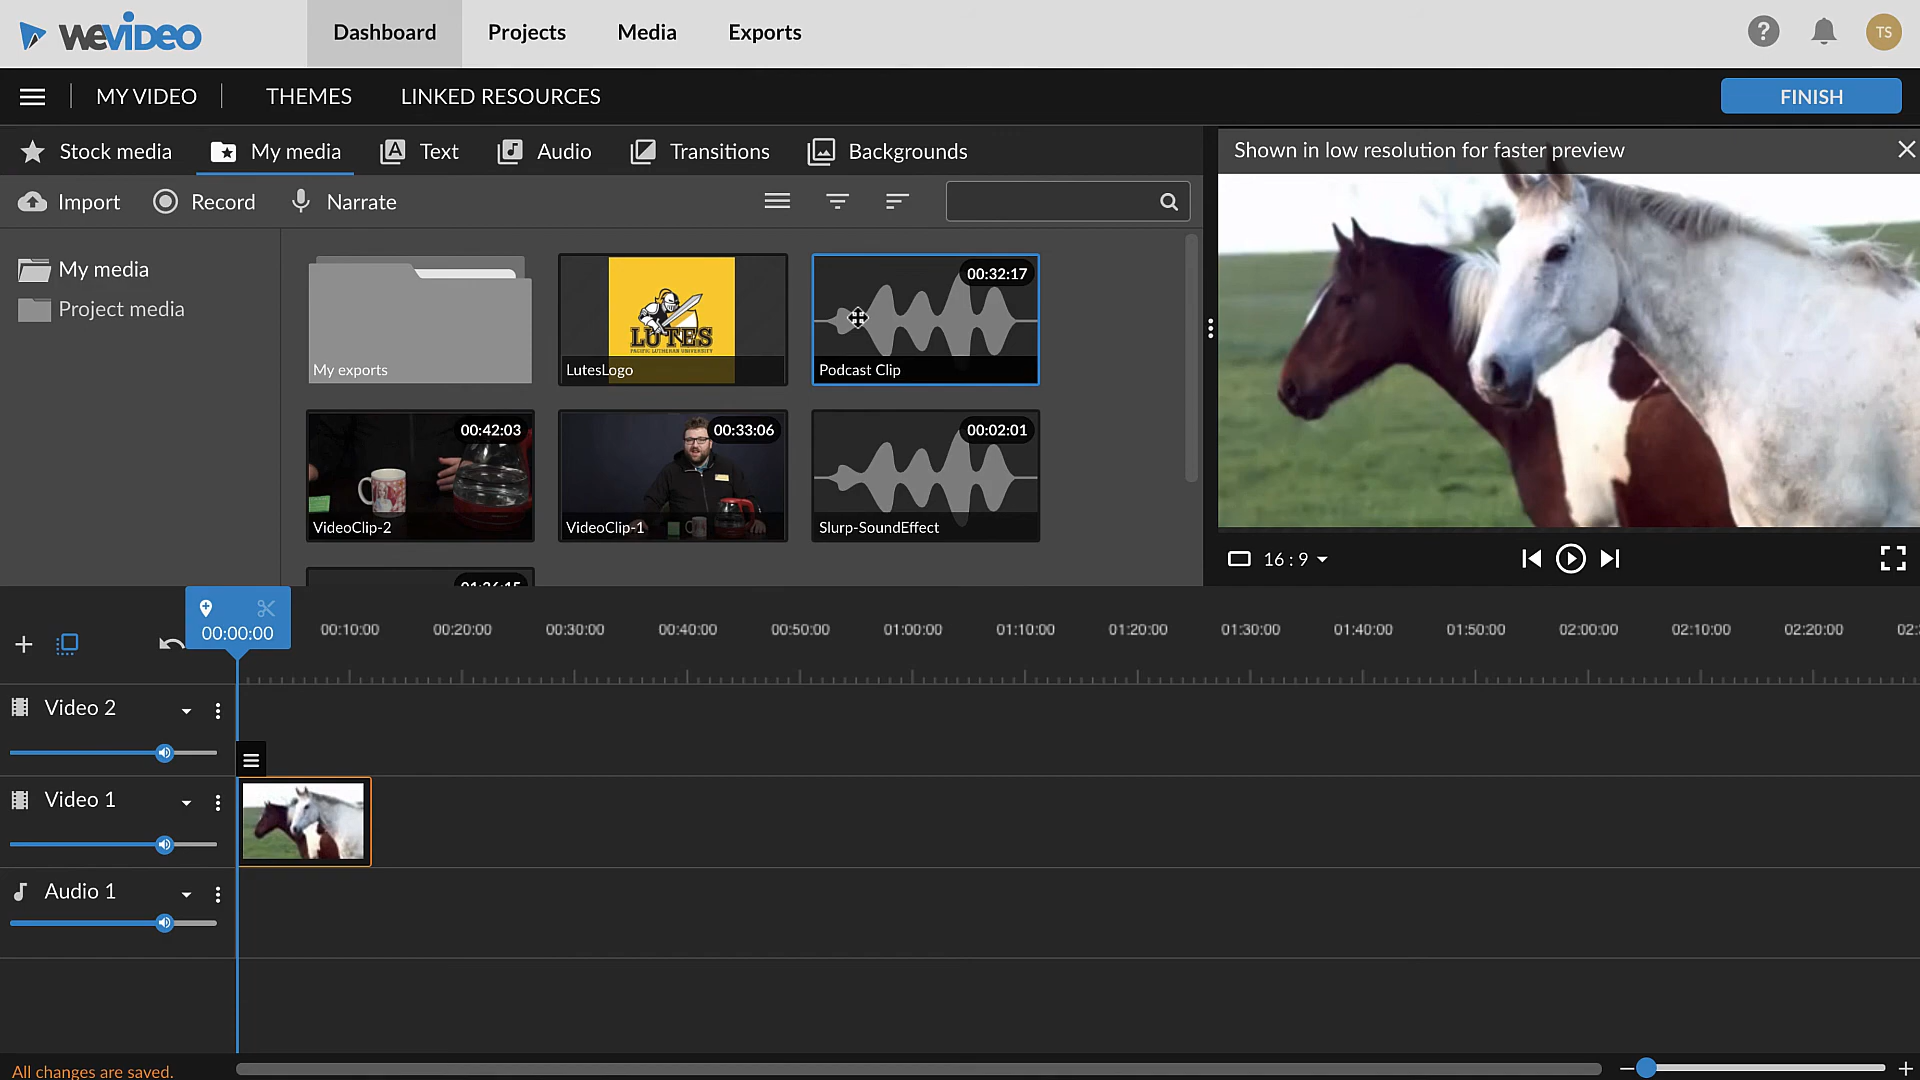 WEVIDEO
Dashboard
Projects
Media
Exports
?
TS
MY VIDEO
THEMES
LINKED RESOURCES
FINISH
Stock media
My media
Text
Audio
Transitions
Backgrounds
Shown in low resolution for faster preview
Import
Record
Narrate
My media
Project media
My exports
LUTES
PACIFIC LUTHERAN UNIVERSITY
LutesLogo
00:32:17
Podcast Clip
00:42:03
VideoClip-2
00:33:06
VideoClip-1
00:02:01
Slurp-SoundEffect
16 : 9
00:00:00
00:10:00
00:20:00
00:30:00
00:40:00
00:50:00
01:00:00
01:10:00
01:20:00
01:30:00
01:40:00
01:50:00
02:00:00
02:10:00
02:20:00
Video 2
Video 1
Audio 1
All changes are saved.